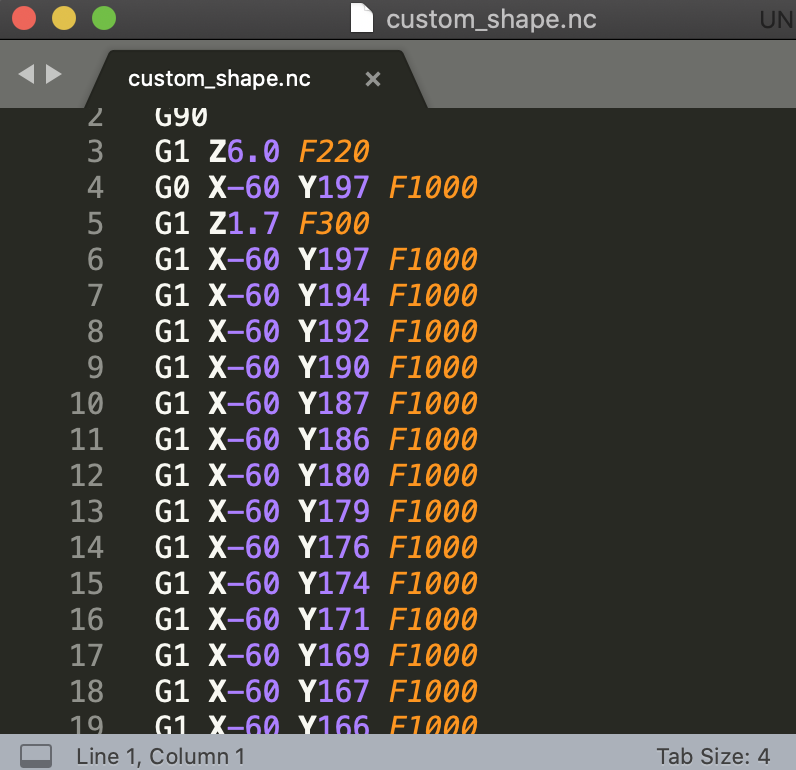 custom_shape.nc
UN
custom_shape.nc ×
2 G90
3 G1 Z6.0 F220
4 G0 X-60 Y197 F1000
5 G1 Z1.7 F300
6 G1 X-60 Y197 F1000
7 G1 X-60 Y194 F1000
8 G1 X-60 Y192 F1000
9 G1 X-60 Y190 F1000
10 G1 X-60 Y187 F1000
11 G1 X-60 Y186 F1000
12 G1 X-60 Y180 F1000
13 G1 X-60 Y179 F1000
14 G1 X-60 Y176 F1000
15 G1 X-60 Y174 F1000
16 G1 X-60 Y171 F1000
17 G1 X-60 Y169 F1000
18 G1 X-60 Y167 F1000
19 G1 X-60 Y166 F1000
Line 1, Column 1
Tab Size: 4